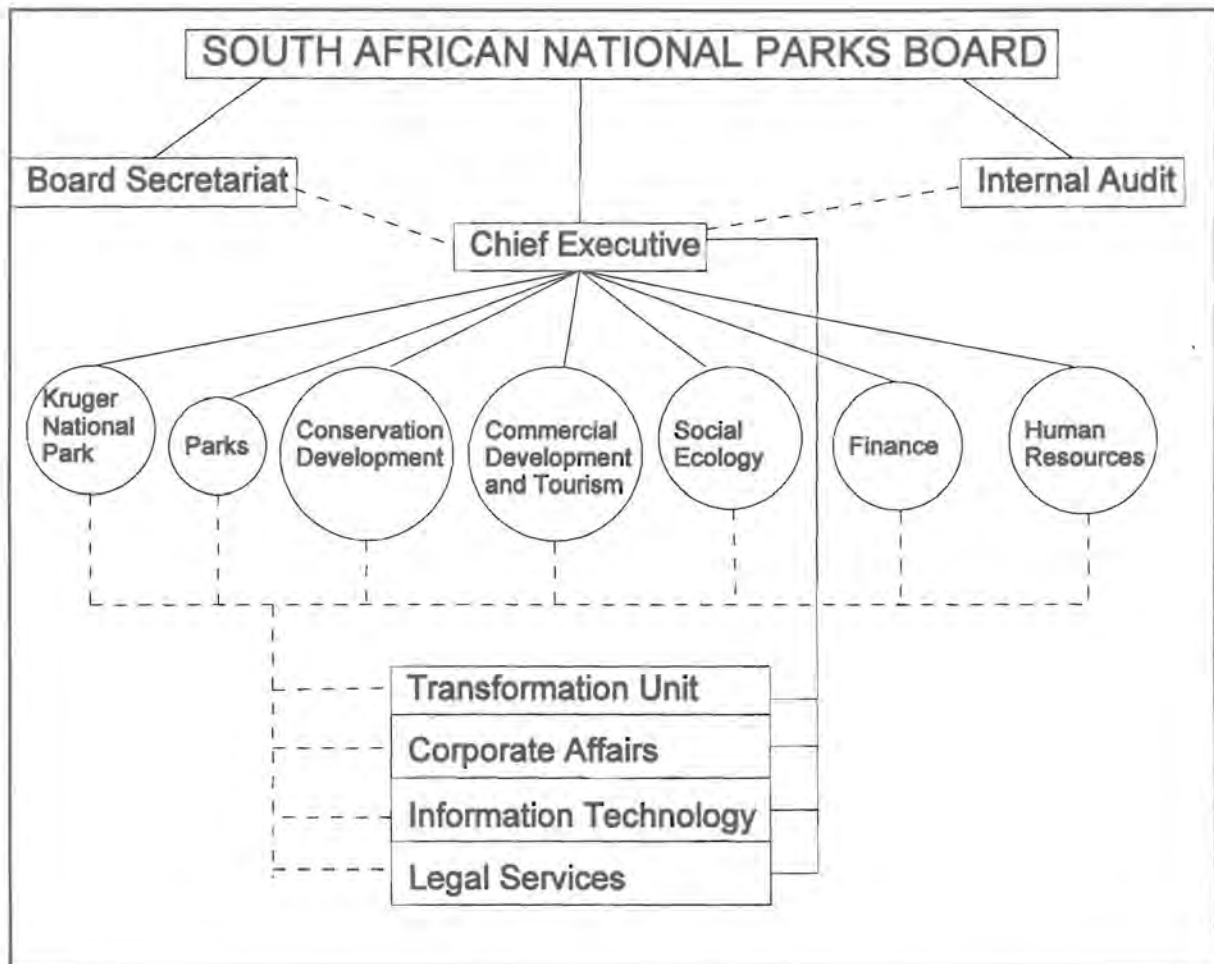 SOUTH AFRICAN NATIONAL PARKS BOARD
Board Secretariat
Internal Audit
Chief Executive
Kruger
National
Park
Parks
Conservation
Development
Commercial
Development
and Tourism
Social
Ecology
Finance
Human
Resources
Transformation Unit
Corporate Affairs
Information Technology
Legal Services